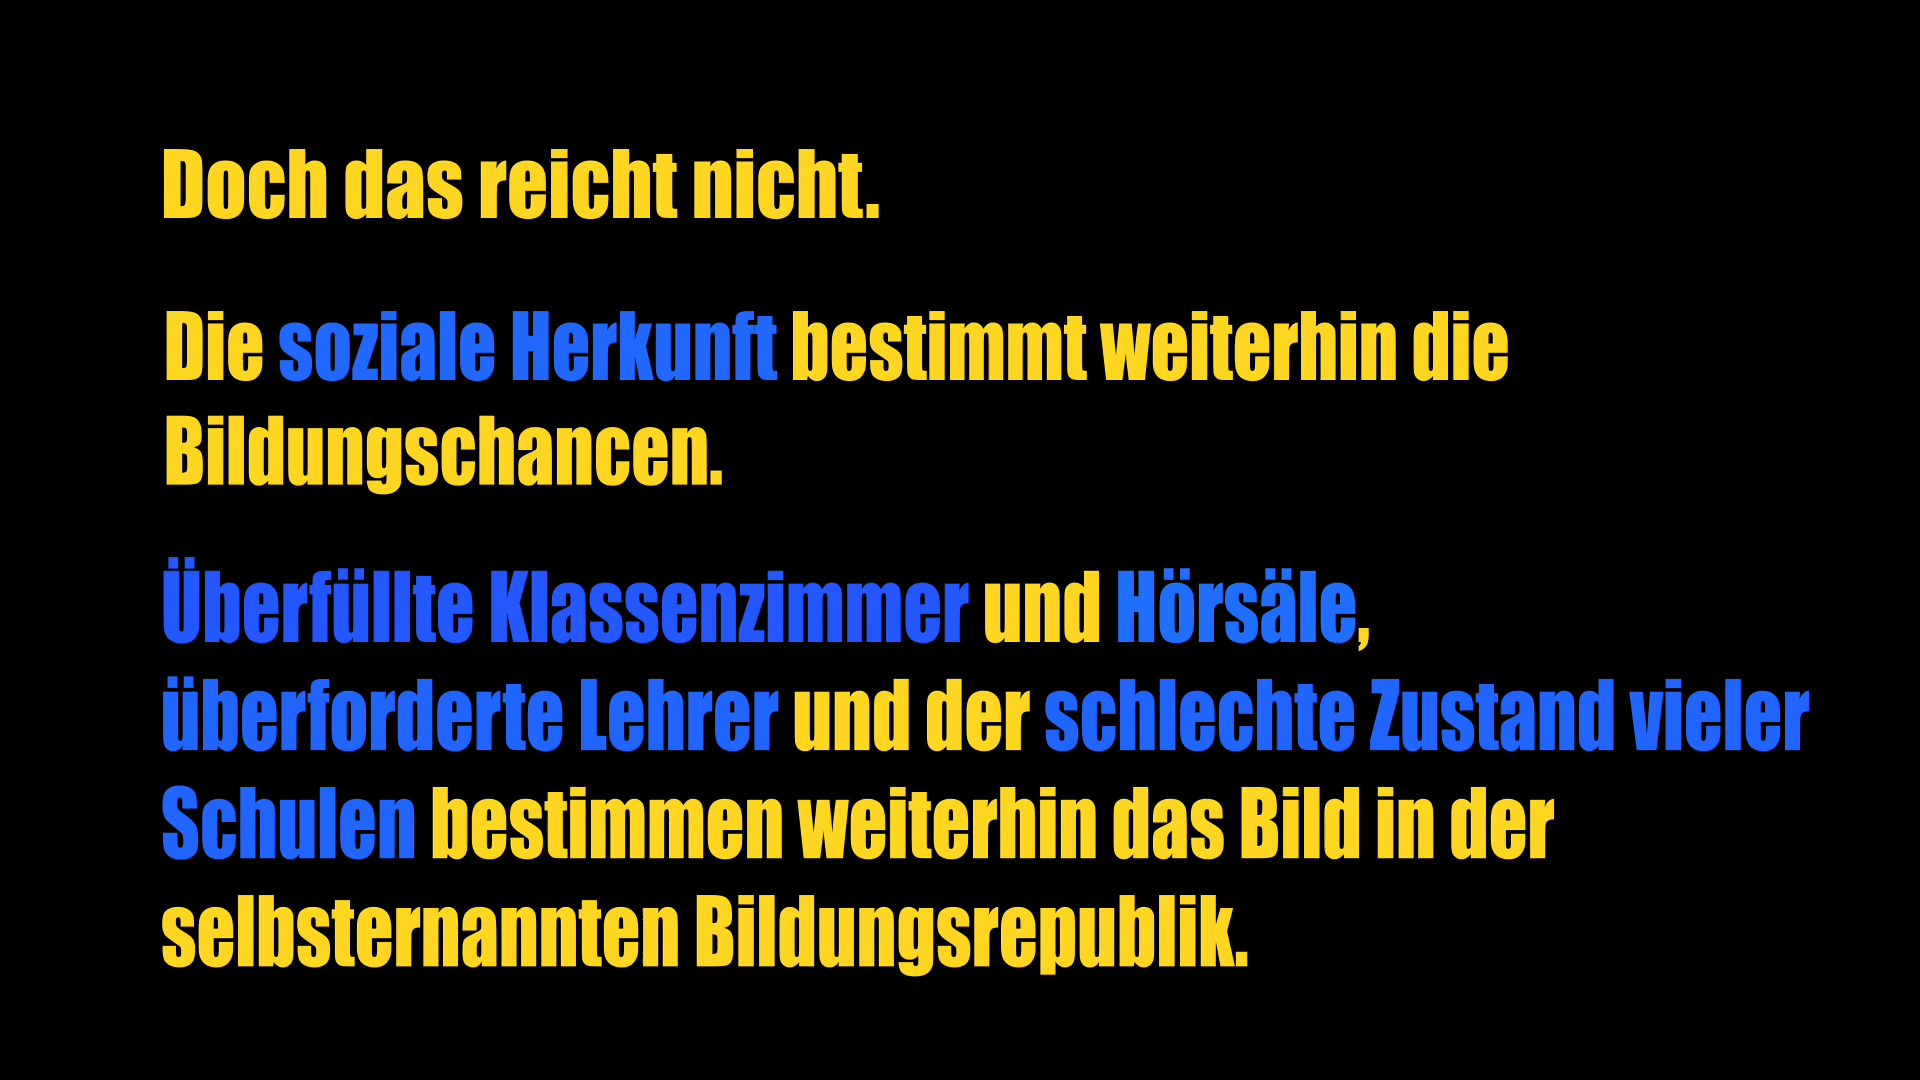 Doch das reicht nicht.
Die soziale Herkunft bestimmt weiterhin die
Bildungschancen.
Überfüllte Klassenzimmer und Hörsäle,
überforderte Lehrer und der schlechte Zustand vieler
Schulen bestimmen weiterhin das Bild in der
selbsternannten Bildungsrepublik.